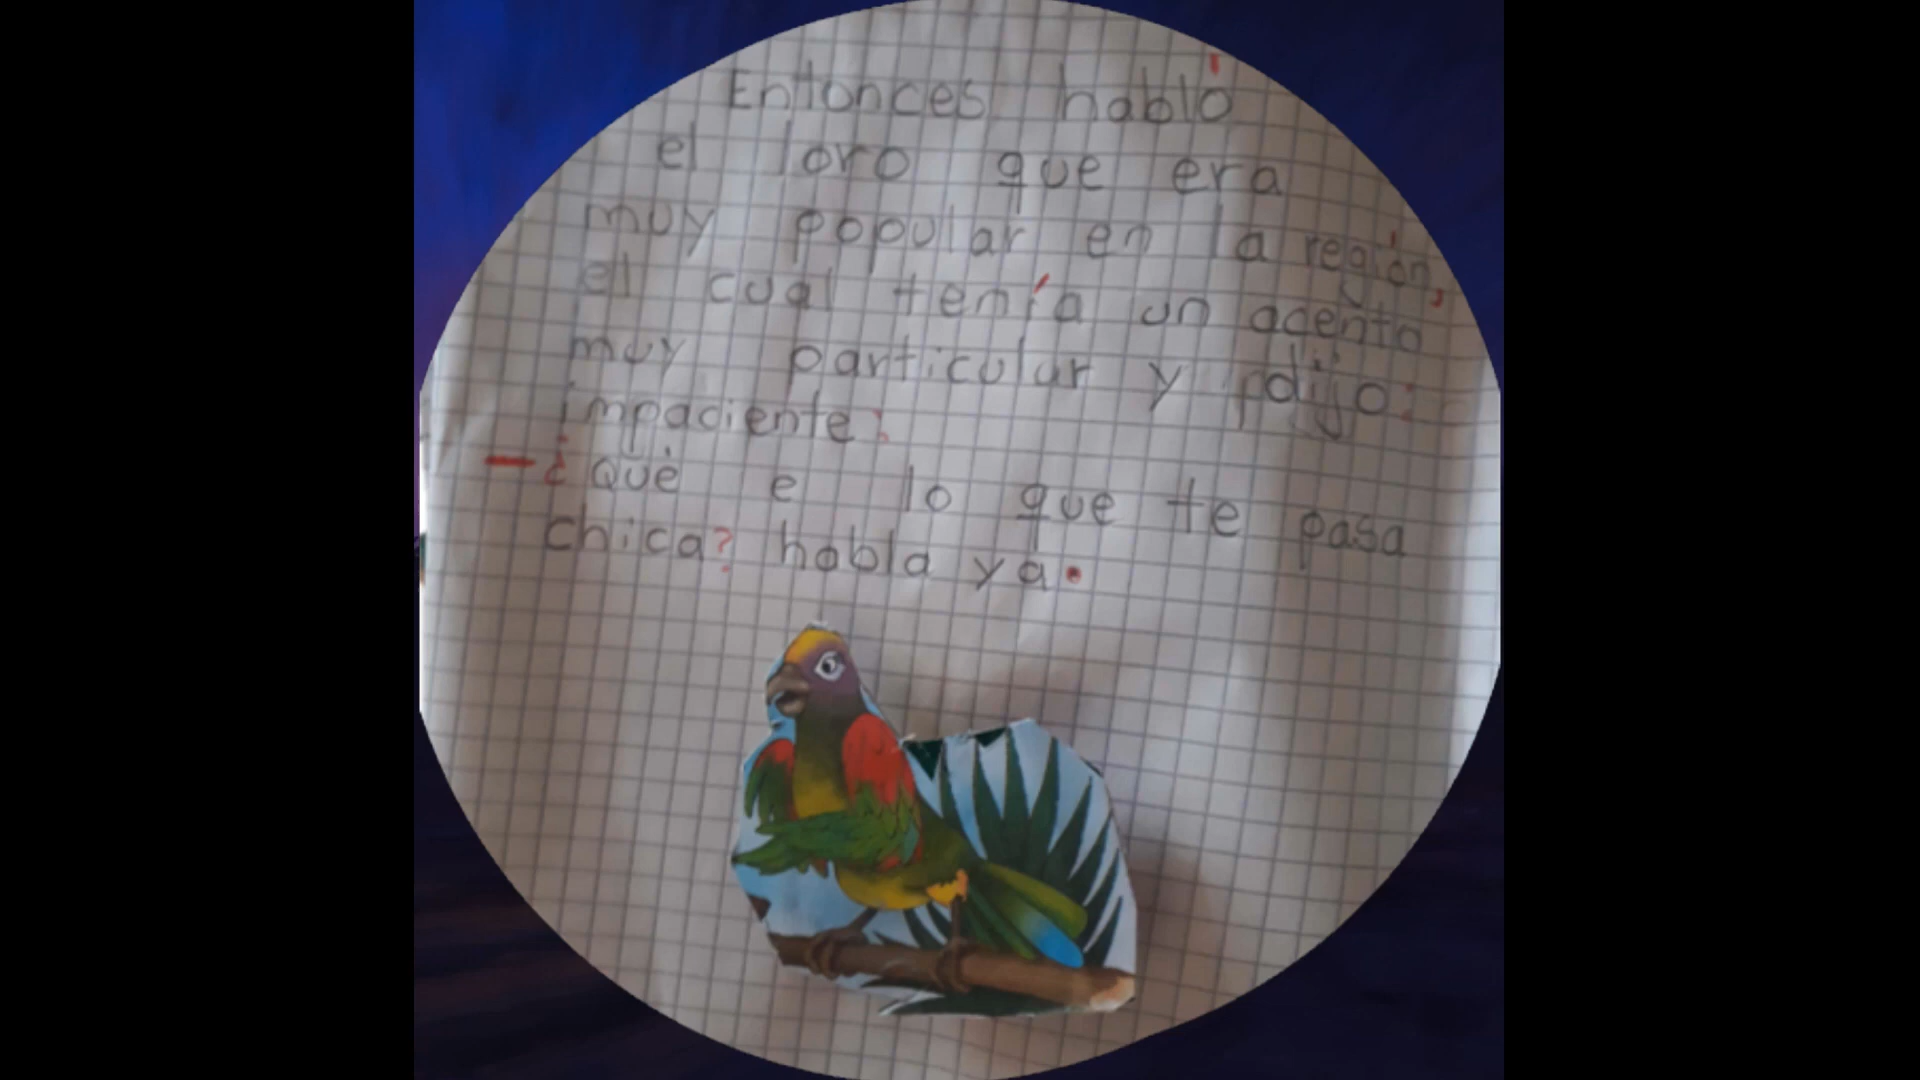 Entonces habló
el loro que era
muy popular en la región,
el cual tenía un acento
muy particular y dijo:
impaciente:
—¿Qué e lo que te pasa
chica? habla ya.